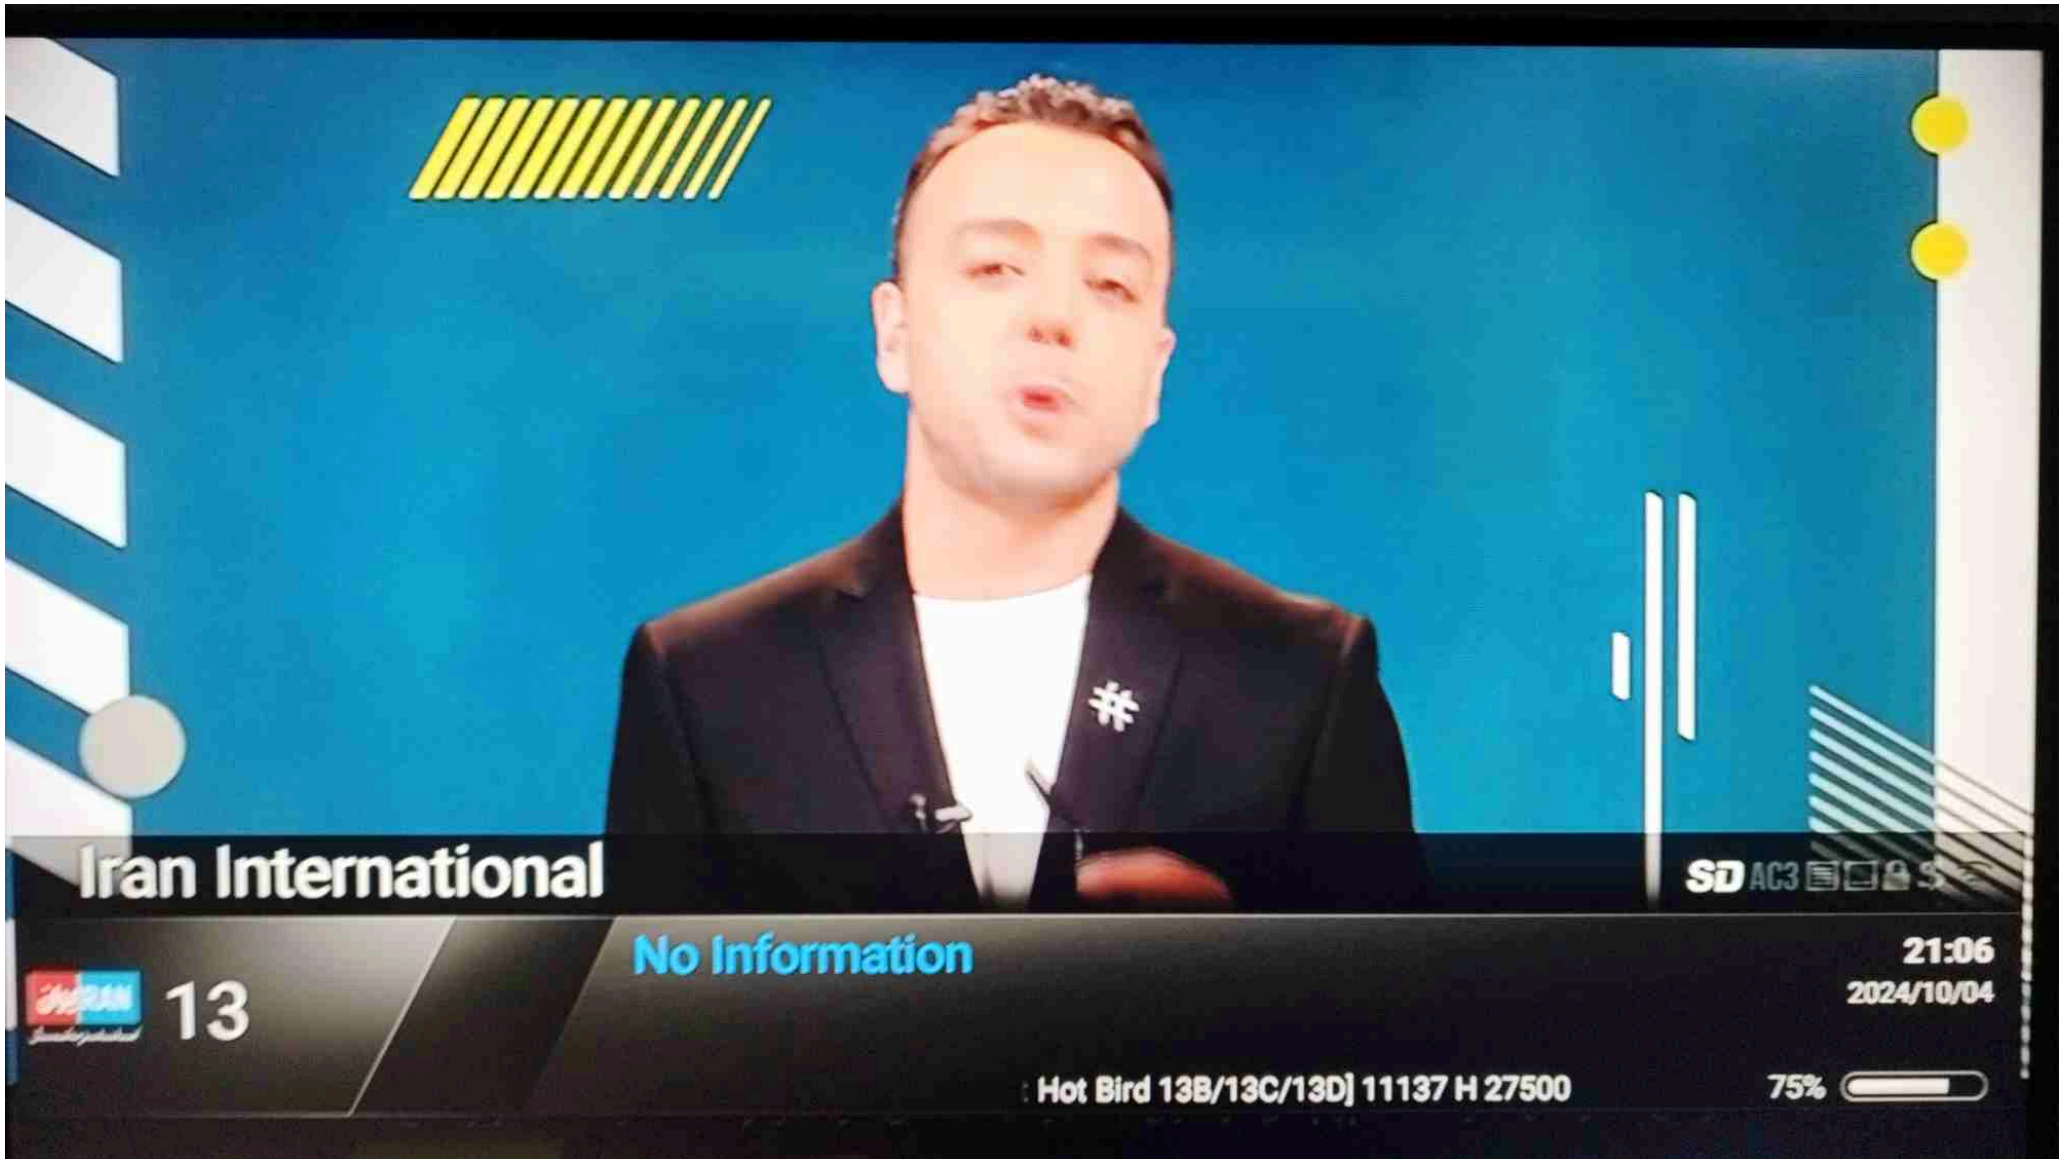 Iran International
SD AC3
No Information
21:06
2024/10/04
IRAN
13
: Hot Bird 13B/13C/13D] 11137 H 27500
75%